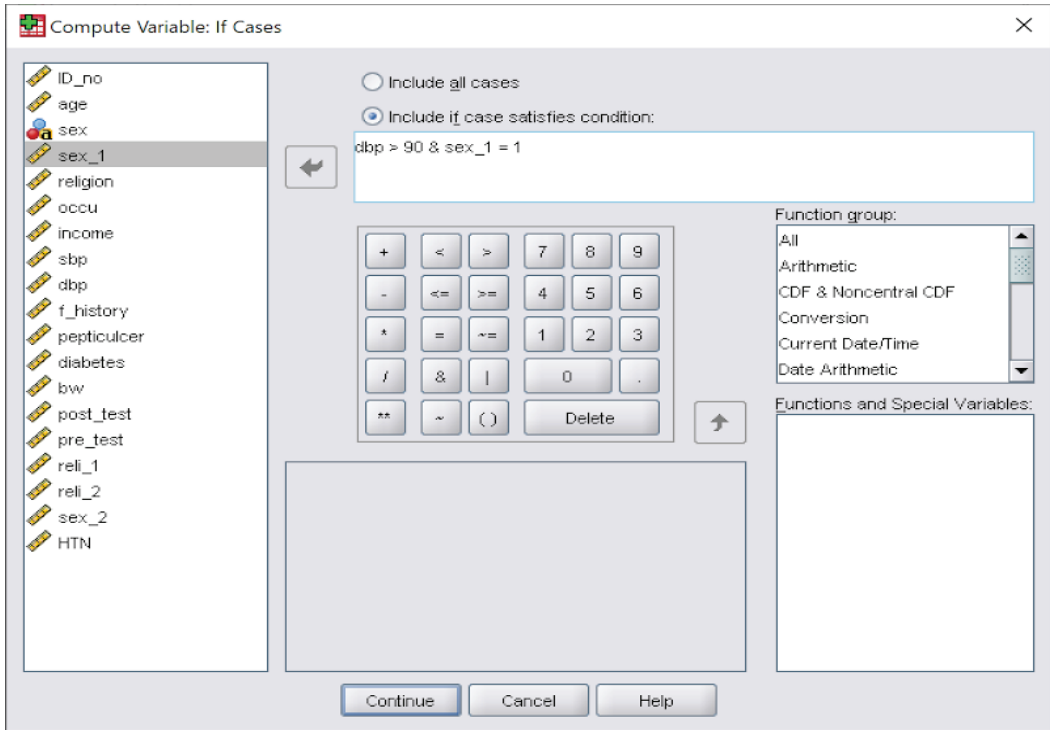 Compute Variable: If Cases
ID_no
age
sex
sex_1
religion
occu
income
sbp
dbp
f_history
pepticulcer
diabetes
bw
post_test
pre_test
reli_1
reli_2
sex_2
HTN
Include all cases
Include if case satisfies condition:
dbp > 90 & sex_1 = 1
+ < > 7 8 9
- <= >= 4 5 6
* = ~= 1 2 3
/ & | 0 .
** ~ () Delete
Function group:
All
Arithmetic
CDF & Noncentral CDF
Conversion
Current Date/Time
Date Arithmetic
Functions and Special Variables:
Continue Cancel Help